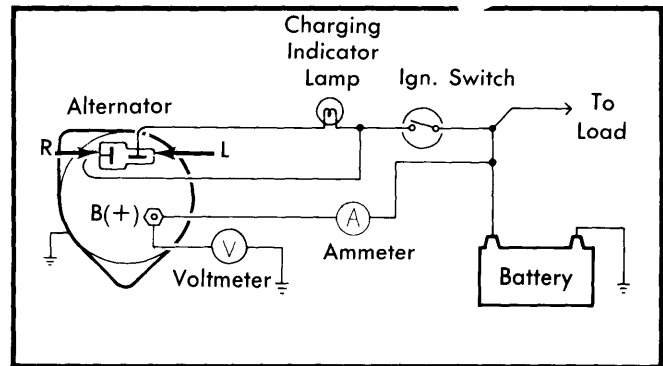 Charging
Indicator
Lamp
Ign. Switch
Alternator
To
Load
R
L
B(+)
A
Ammeter
V
Voltmeter
Battery